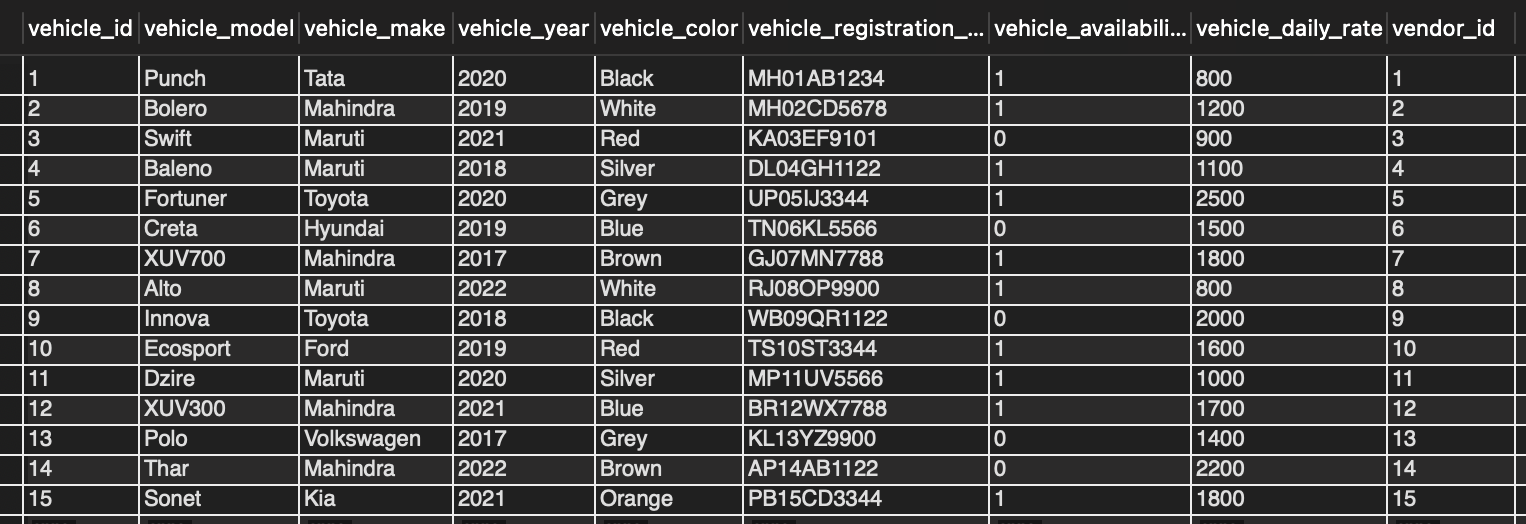 vehicle_id vehicle_model vehicle_make vehicle_year vehicle_color vehicle_registration_... vehicle_availabili... vehicle_daily_rate vendor_id
1 Punch Tata 2020 Black MH01AB1234 1 800 1
2 Bolero Mahindra 2019 White MH02CD5678 1 1200 2
3 Swift Maruti 2021 Red KA03EF9101 0 900 3
4 Baleno Maruti 2018 Silver DL04GH1122 1 1100 4
5 Fortuner Toyota 2020 Grey UP05IJ3344 1 2500 5
6 Creta Hyundai 2019 Blue TN06KL5566 0 1500 6
7 XUV700 Mahindra 2017 Brown GJ07MN7788 1 1800 7
8 Alto Maruti 2022 White RJ08OP9900 1 800 8
9 Innova Toyota 2018 Black WB09QR1122 0 2000 9
10 Ecosport Ford 2019 Red TS10ST3344 1 1600 10
11 Dzire Maruti 2020 Silver MP11UV5566 1 1000 11
12 XUV300 Mahindra 2021 Blue BR12WX7788 1 1700 12
13 Polo Volkswagen 2017 Grey KL13YZ9900 0 1400 13
14 Thar Mahindra 2022 Brown AP14AB1122 0 2200 14
15 Sonet Kia 2021 Orange PB15CD3344 1 1800 15